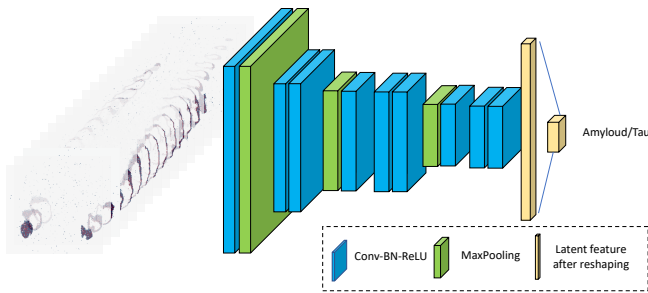 Amyloud/Tau
Conv-BN-ReLU
MaxPooling
Latent feature
after reshaping